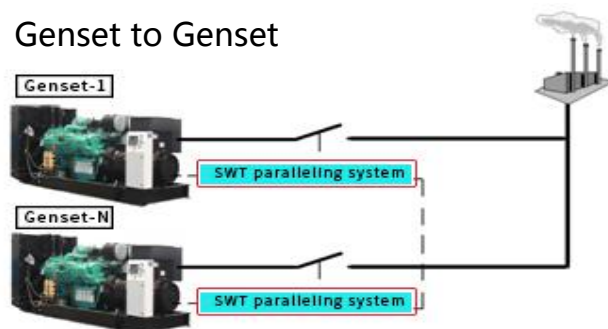 Genset to Genset
Genset-1
SWT paralleling system
Genset-N
SWT paralleling system